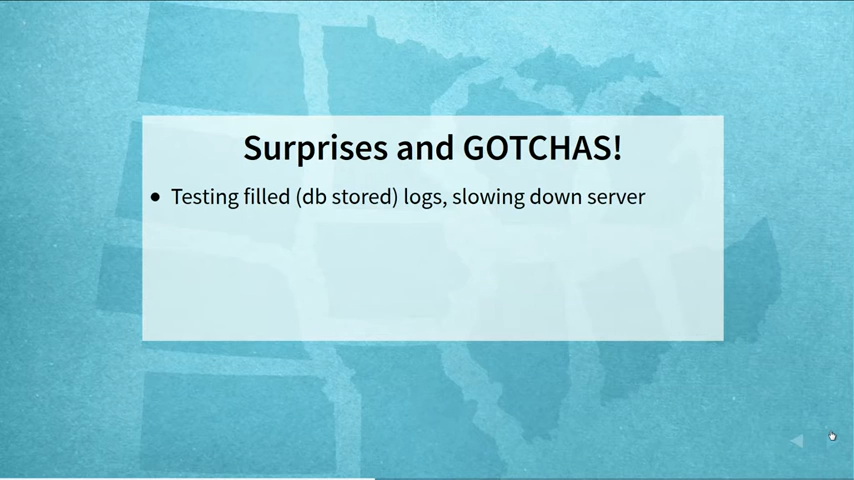 Surprises and GOTCHAS!
Testing filled (db stored) logs, slowing down server